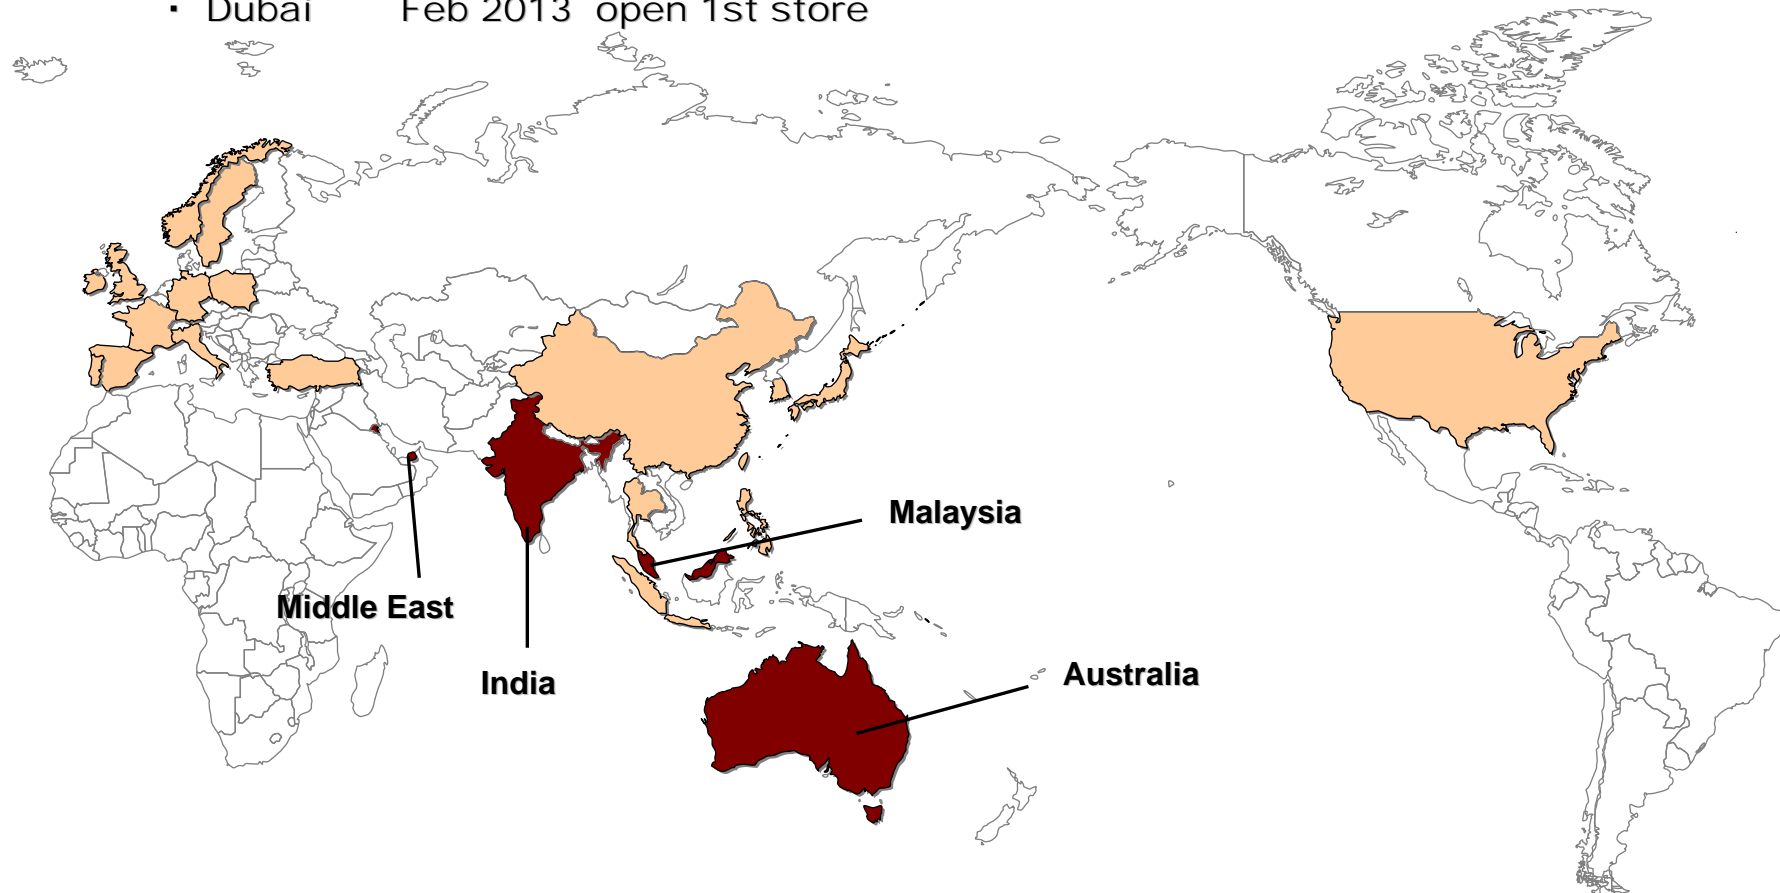 ・ Dubai Feb 2013 open 1st store
Malaysia
Middle East
India
Australia